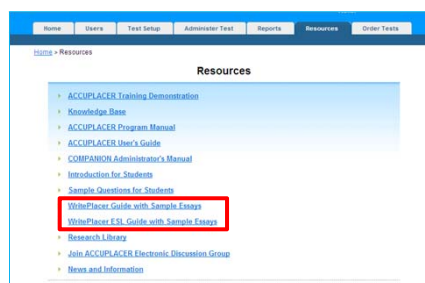 Home Users Test Setup Administer Test Reports Resources Order Tests
Home » Resources
Resources
ACCUPLACER Training Demonstration
Knowledge Base
ACCUPLACER Program Manual
ACCUPLACER User's Guide
COMPANION Administrator's Manual
Introduction for Students
Sample Questions for Students
WritePlacer Guide with Sample Essays
WritePlacer ESL Guide with Sample Essays
Research Library
Join ACCUPLACER Electronic Discussion Group
News and Information